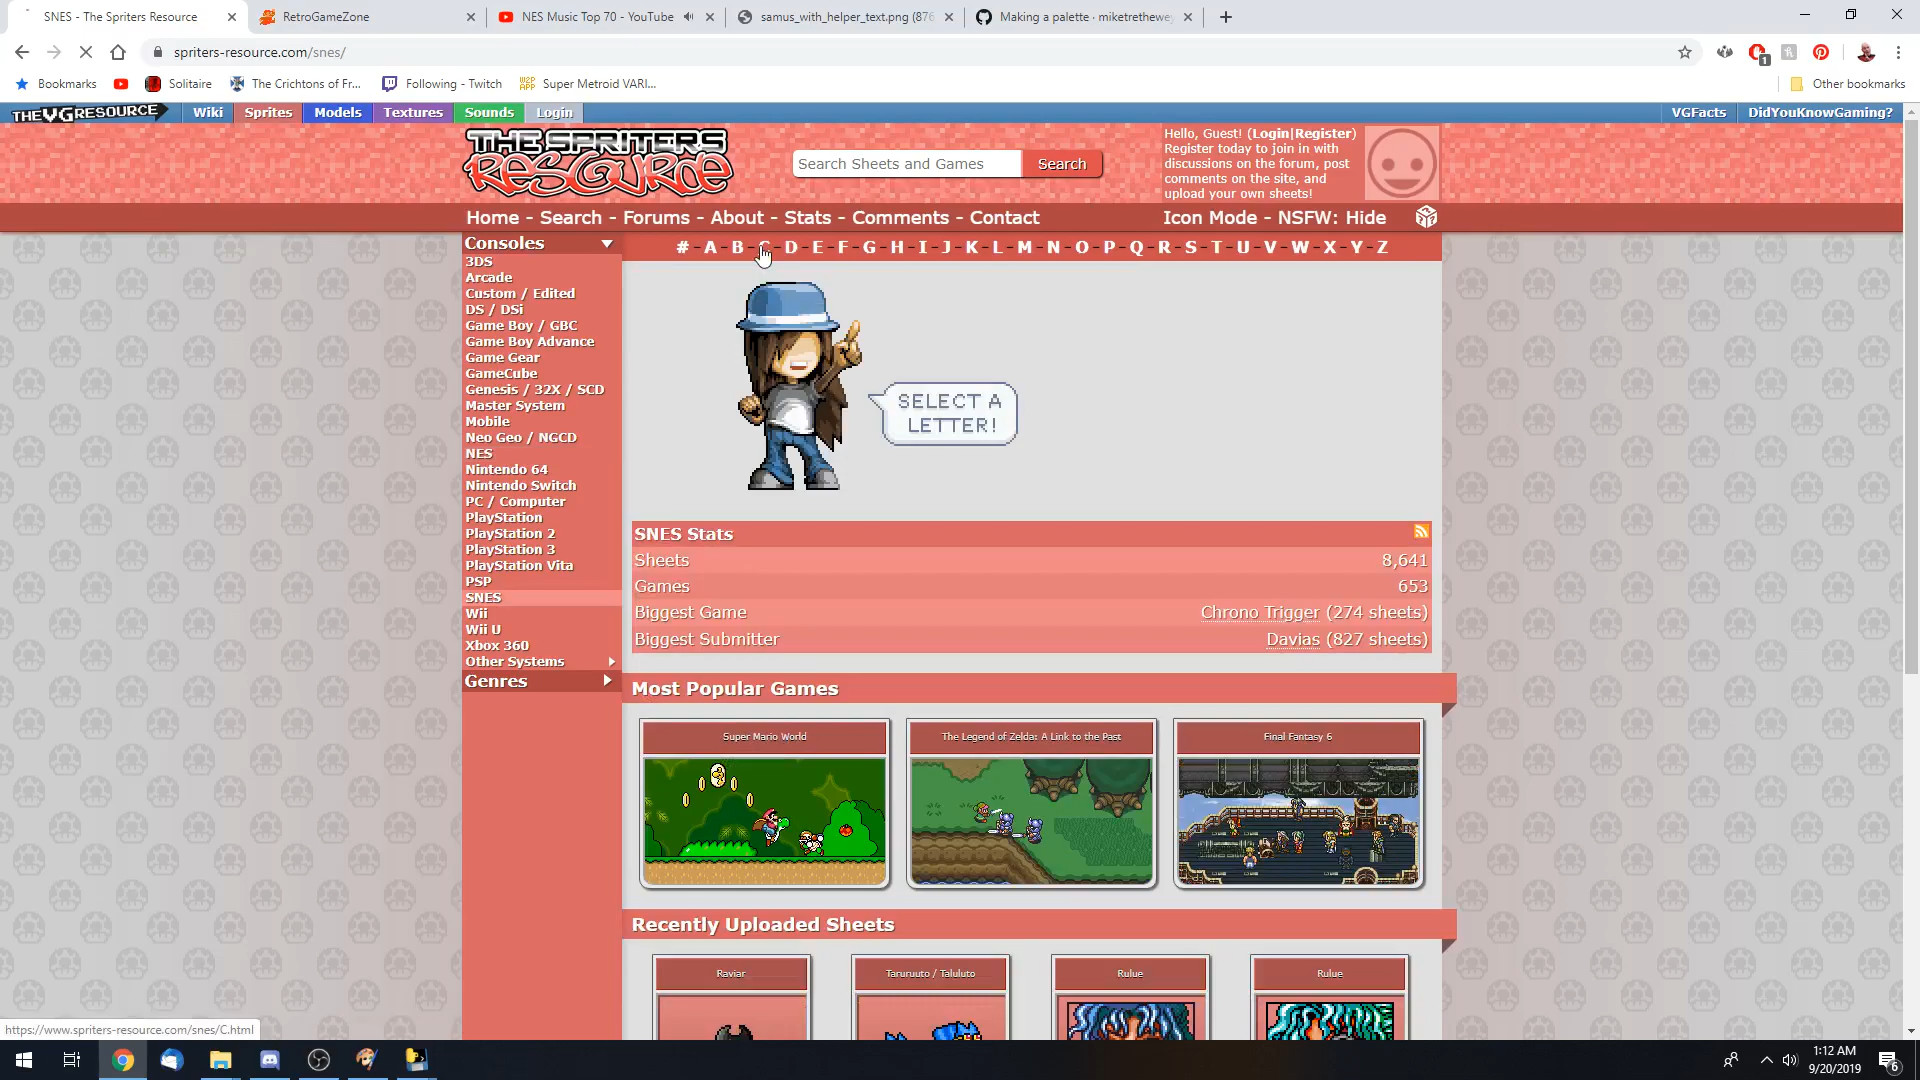 SNES - The Spriters Resource
RetroGameZone
NES Music Top 70 - YouTube
samus_with_helper_text.png (876
Making a palette · miketrethewey
spriters-resource.com/snes/
Bookmarks
Solitaire
The Crichtons of Fr...
Following - Twitch
Super Metroid VARI...
Other bookmarks
THE VG RESOURCE
Wiki
Sprites
Models
Textures
Sounds
Login
VGFacts
DidYouKnowGaming?
THE SPRITERS
RESOURCE
Search Sheets and Games
Search
Hello, Guest! (Login|Register)
Register today to join in with
discussions on the forum, post
comments on the site, and
upload your own sheets!
Home - Search - Forums - About - Stats - Comments - Contact
Icon Mode - NSFW: Hide
Consoles
# - A - B - C - D - E - F - G - H - I - J - K - L - M - N - O - P - Q - R - S - T - U - V - W - X - Y - Z
3DS
Arcade
Custom / Edited
DS / DSi
Game Boy / GBC
Game Boy Advance
Game Gear
GameCube
Genesis / 32X / SCD
Master System
Mobile
Neo Geo / NGCD
NES
Nintendo 64
Nintendo Switch
PC / Computer
PlayStation
PlayStation 2
PlayStation 3
PlayStation Vita
PSP
SNES
Wii
Wii U
Xbox 360
Other Systems
Genres
SELECT A
LETTER!
SNES Stats
Sheets 8,641
Games 653
Biggest Game Chrono Trigger (274 sheets)
Biggest Submitter Davias (827 sheets)
Most Popular Games
Super Mario World
The Legend of Zelda: A Link to the Past
Final Fantasy 6
Recently Uploaded Sheets
Raviar
Taruruuto / Taluluto
Rulue
Rulue
https://www.spriters-resource.com/snes/C.html
1:12 AM
9/20/2019
6